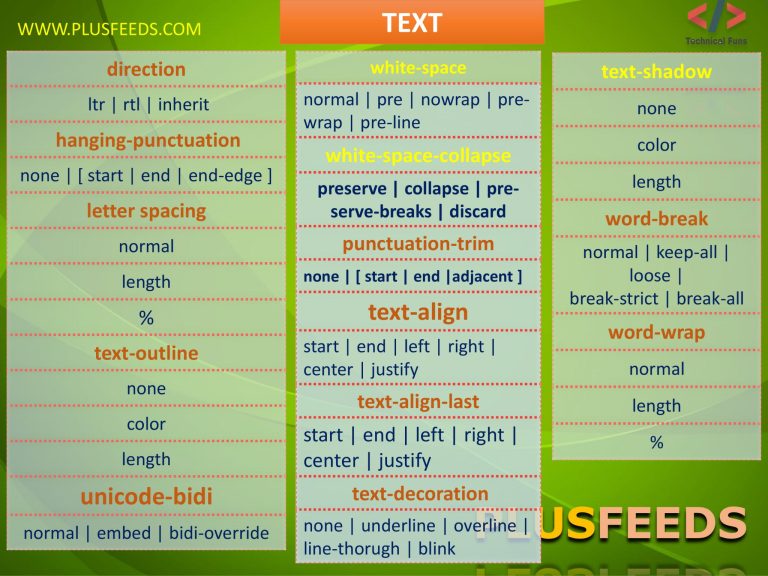 WWW.PLUSFEEDS.COM
TEXT
Technical Funs
direction
ltr | rtl | inherit
hanging-punctuation
none | [ start | end | end-edge ]
letter spacing
normal
length
%
text-outline
none
color
length
unicode-bidi
normal | embed | bidi-override
white-space
normal | pre | nowrap | pre-
wrap | pre-line
white-space-collapse
preserve | collapse | pre-
serve-breaks | discard
punctuation-trim
none | [ start | end |adjacent ]
text-align
start | end | left | right |
center | justify
text-align-last
start | end | left | right |
center | justify
text-decoration
none | underline | overline |
line-thorugh | blink
text-shadow
none
color
length
word-break
normal | keep-all |
loose |
break-strict | break-all
word-wrap
normal
length
%
PLUSFEEDS